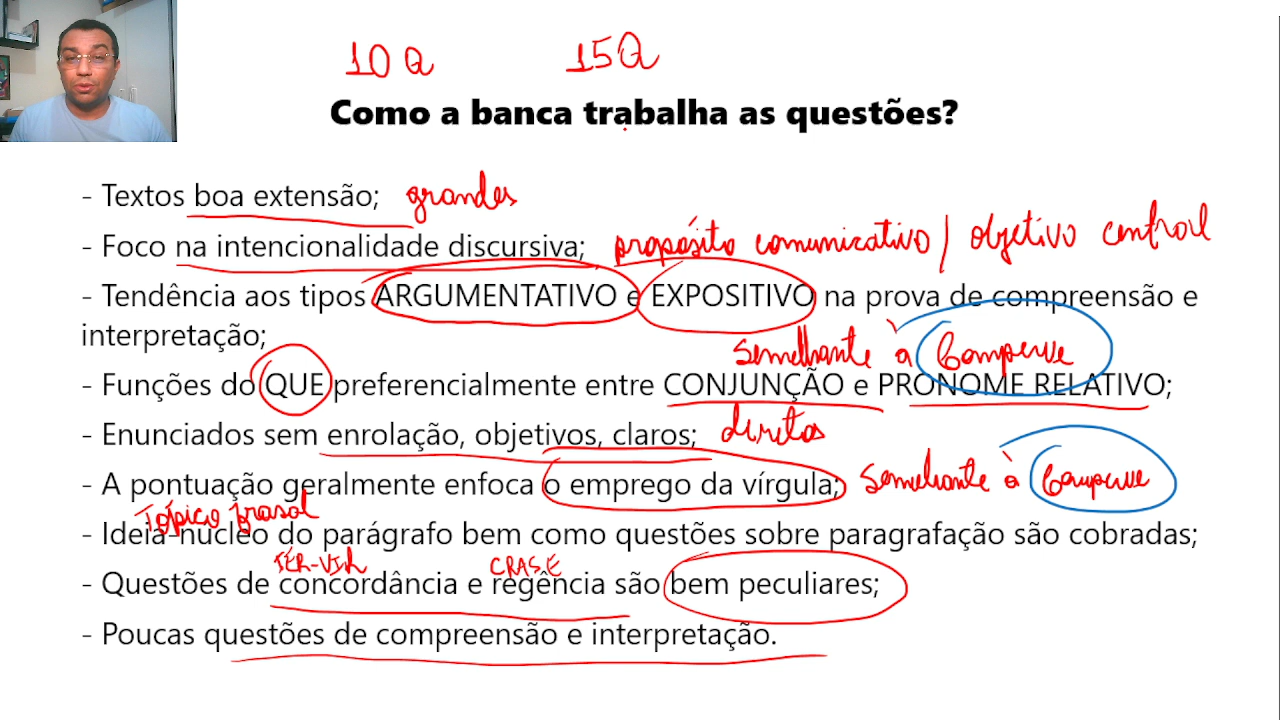 10 Q 15 Q
Como a banca trabalha as questões?
- Textos boa extensão; grandes
- Foco na intencionalidade discursiva; propósito comunicativo / objetivo central
- Tendência aos tipos ARGUMENTATIVO e EXPOSITIVO na prova de compreensão e
interpretação;
semelhante à Comperve
- Funções do QUE preferencialmente entre CONJUNÇÃO e PRONOME RELATIVO;
- Enunciados sem enrolação, objetivos, claros; diretos
- A pontuação geralmente enfoca o emprego da vírgula; semelhante à Comperve
Tópico frasal
- Ideia-núcleo do parágrafo bem como questões sobre paragrafação são cobradas;
TER-VIR CRASE
- Questões de concordância e regência são bem peculiares;
- Poucas questões de compreensão e interpretação.